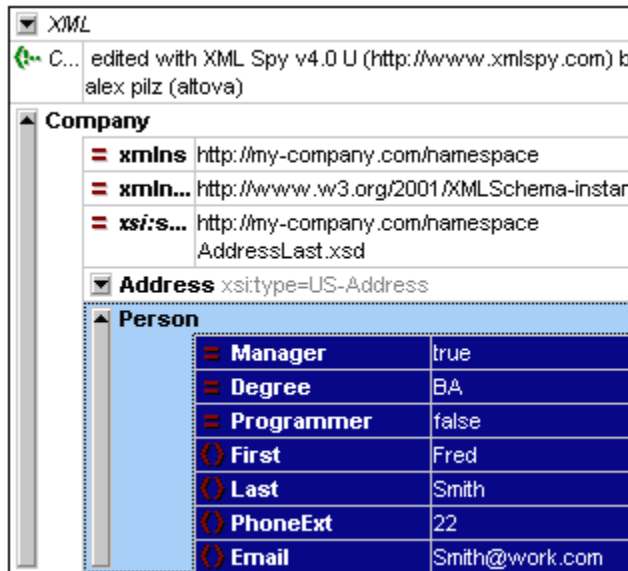 XML
C... edited with XML Spy v4.0 U (http://www.xmlspy.com) b
alex pilz (altova)
Company
= xmlns http://my-company.com/namespace
= xmln... http://www.w3.org/2001/XMLSchema-instan
= xsi:s... http://my-company.com/namespace
AddressLast.xsd
Address xsi:type=US-Address
Person
= Manager true
= Degree BA
= Programmer false
() First Fred
() Last Smith
() PhoneExt 22
() Email Smith@work.com